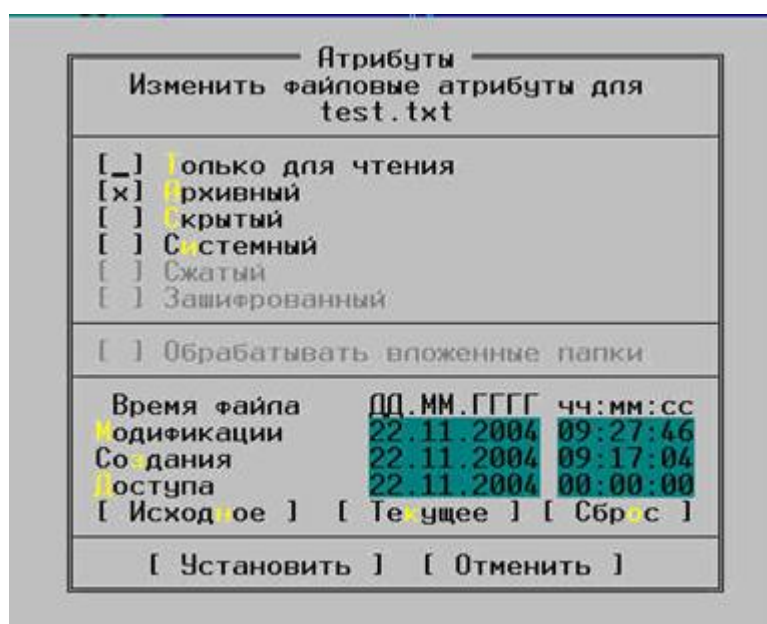 Атрибуты
Изменить файловые атрибуты для
test.txt
[_] Только для чтения
[x] Архивный
[ ] Скрытый
[ ] Системный
[ ] Сжатый
[ ] Зашифрованный
[ ] Обрабатывать вложенные папки
Время файла ДД.ММ.ГГГГ чч:мм:сс
Модификации 22.11.2004 09:27:46
Создания 22.11.2004 09:17:04
Доступа 22.11.2004 00:00:00
[ Исходное ] [ Текущее ] [ Сброс ]
[ Установить ] [ Отменить ]